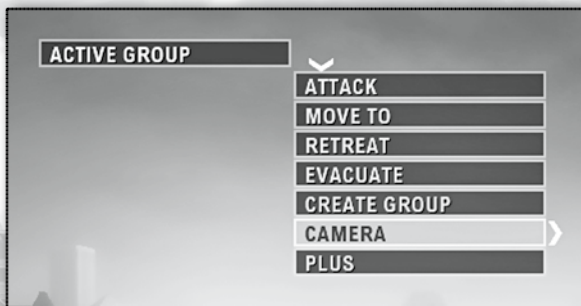 ACTIVE GROUP
ATTACK
MOVE TO
RETREAT
EVACUATE
CREATE GROUP
CAMERA
PLUS